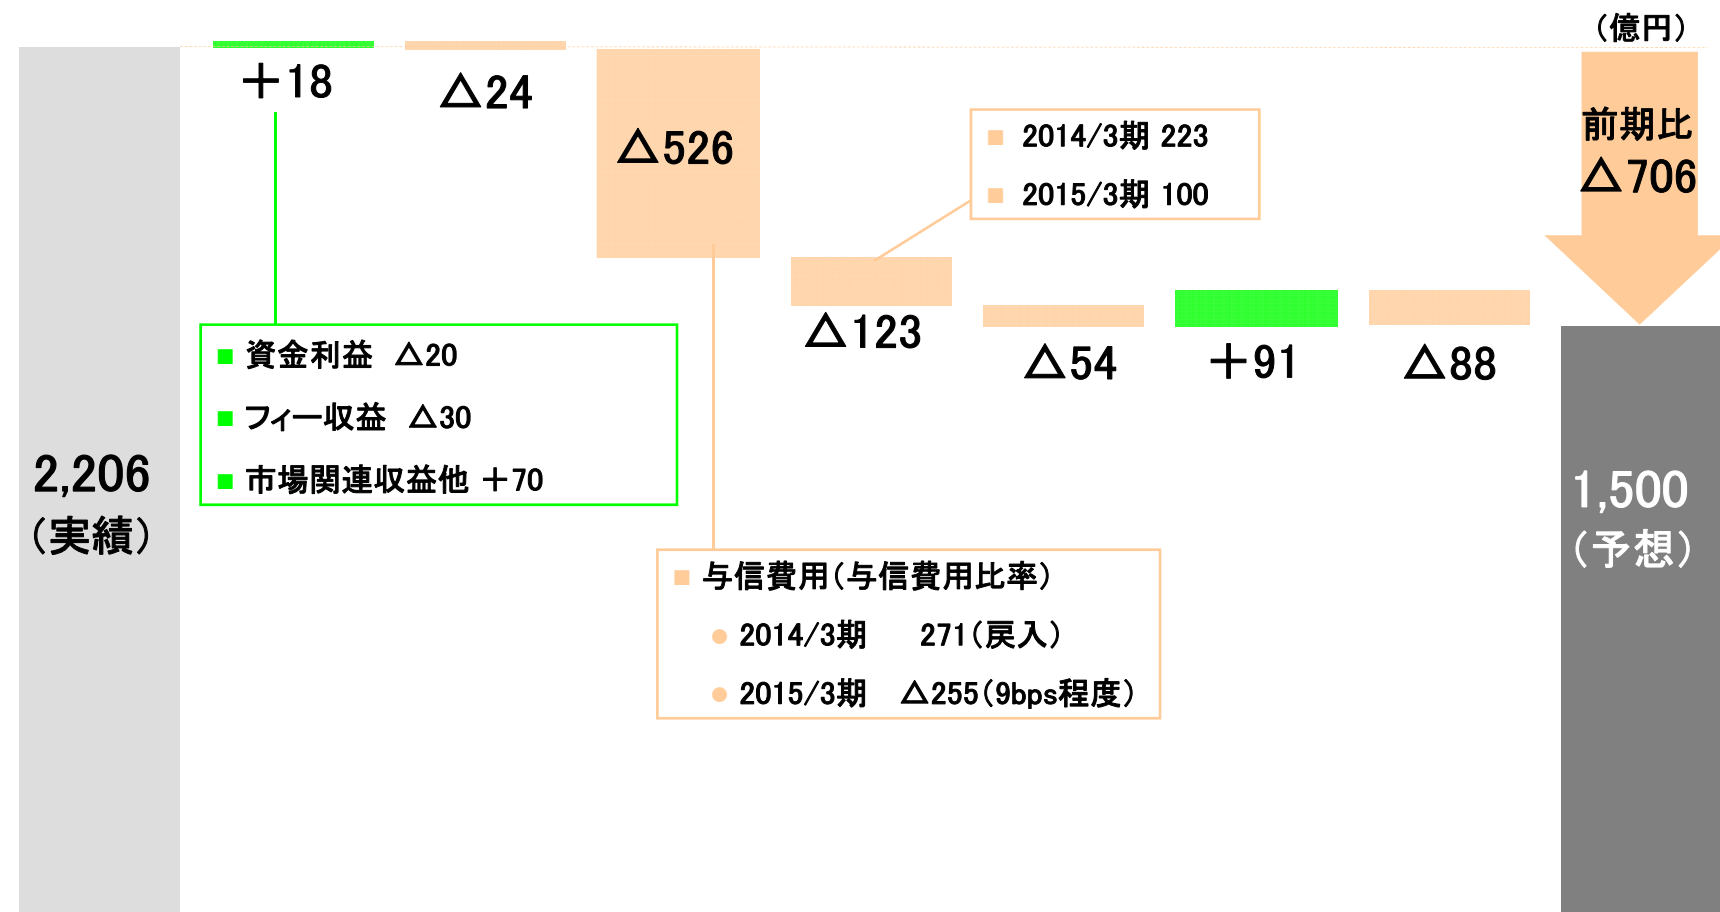 （億円）
＋18
△24
△526
前期比
△706
2014/3期 223
2015/3期 100
△123
△54
＋91
△88
資金利益 △20
フィー収益 △30
市場関連収益他 ＋70
2,206
（実績）
1,500
（予想）
与信費用（与信費用比率）
2014/3期 271（戻入）
2015/3期 △255（9bps程度）